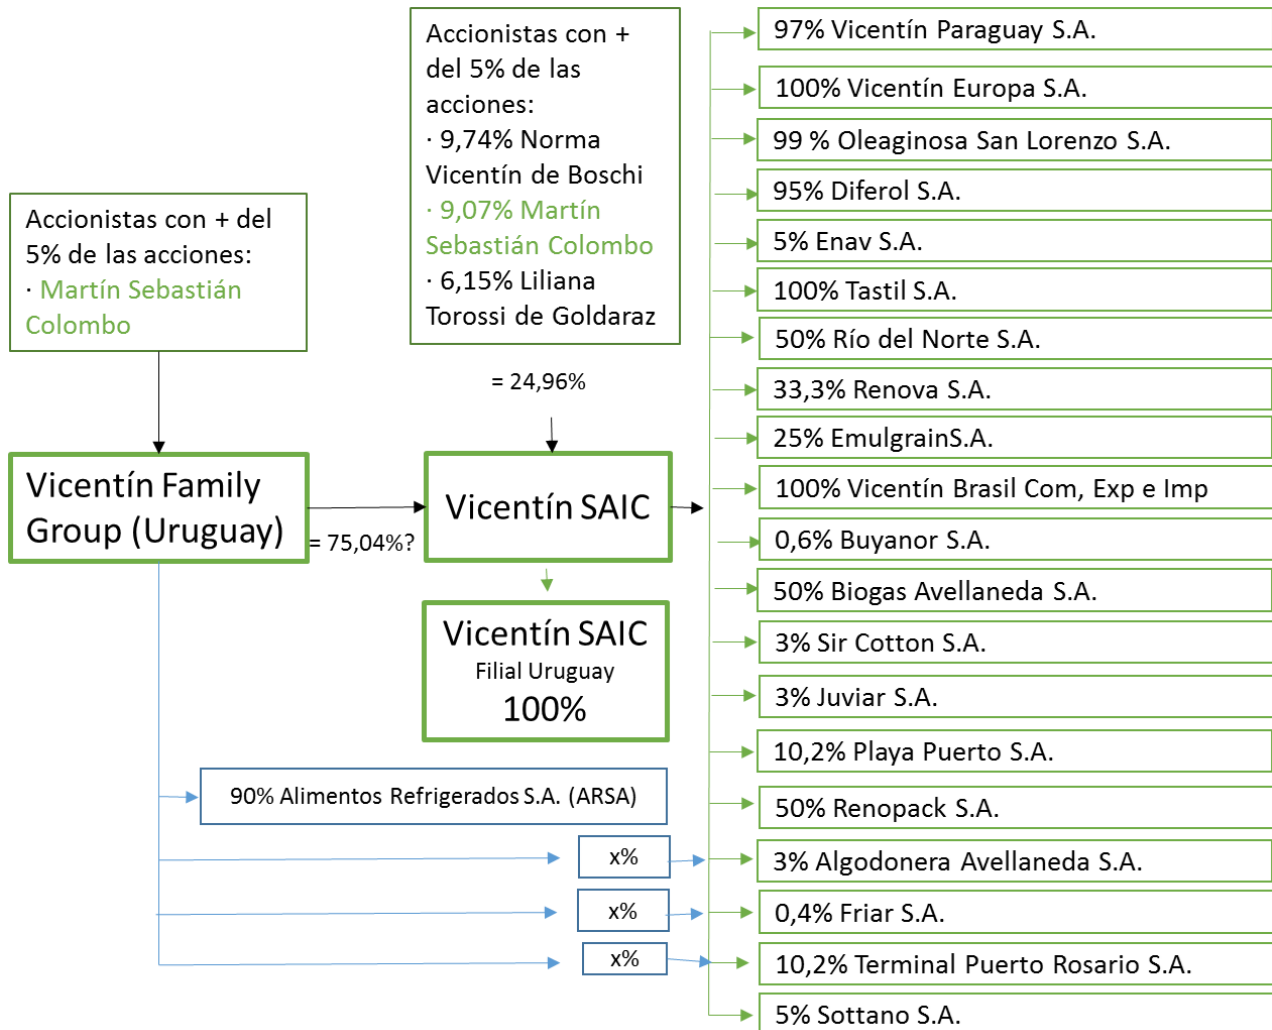 Accionistas con + del
5% de las acciones:
· Martín Sebastián
Colombo
Vicentín Family
Group (Uruguay)
= 75,04%?
Accionistas con +
del 5% de las
acciones:
· 9,74% Norma
Vicentín de Boschi
· 9,07% Martín
Sebastián Colombo
· 6,15% Liliana
Torossi de Goldaraz
= 24,96%
Vicentín SAIC
Vicentín SAIC
Filial Uruguay
100%
90% Alimentos Refrigerados S.A. (ARSA)
x%
x%
x%
97% Vicentín Paraguay S.A.
100% Vicentín Europa S.A.
99 % Oleaginosa San Lorenzo S.A.
95% Diferol S.A.
5% Enav S.A.
100% Tastil S.A.
50% Río del Norte S.A.
33,3% Renova S.A.
25% EmulgrainS.A.
100% Vicentín Brasil Com, Exp e Imp
0,6% Buyanor S.A.
50% Biogas Avellaneda S.A.
3% Sir Cotton S.A.
3% Juviar S.A.
10,2% Playa Puerto S.A.
50% Renopack S.A.
3% Algodonera Avellaneda S.A.
0,4% Friar S.A.
10,2% Terminal Puerto Rosario S.A.
5% Sottano S.A.